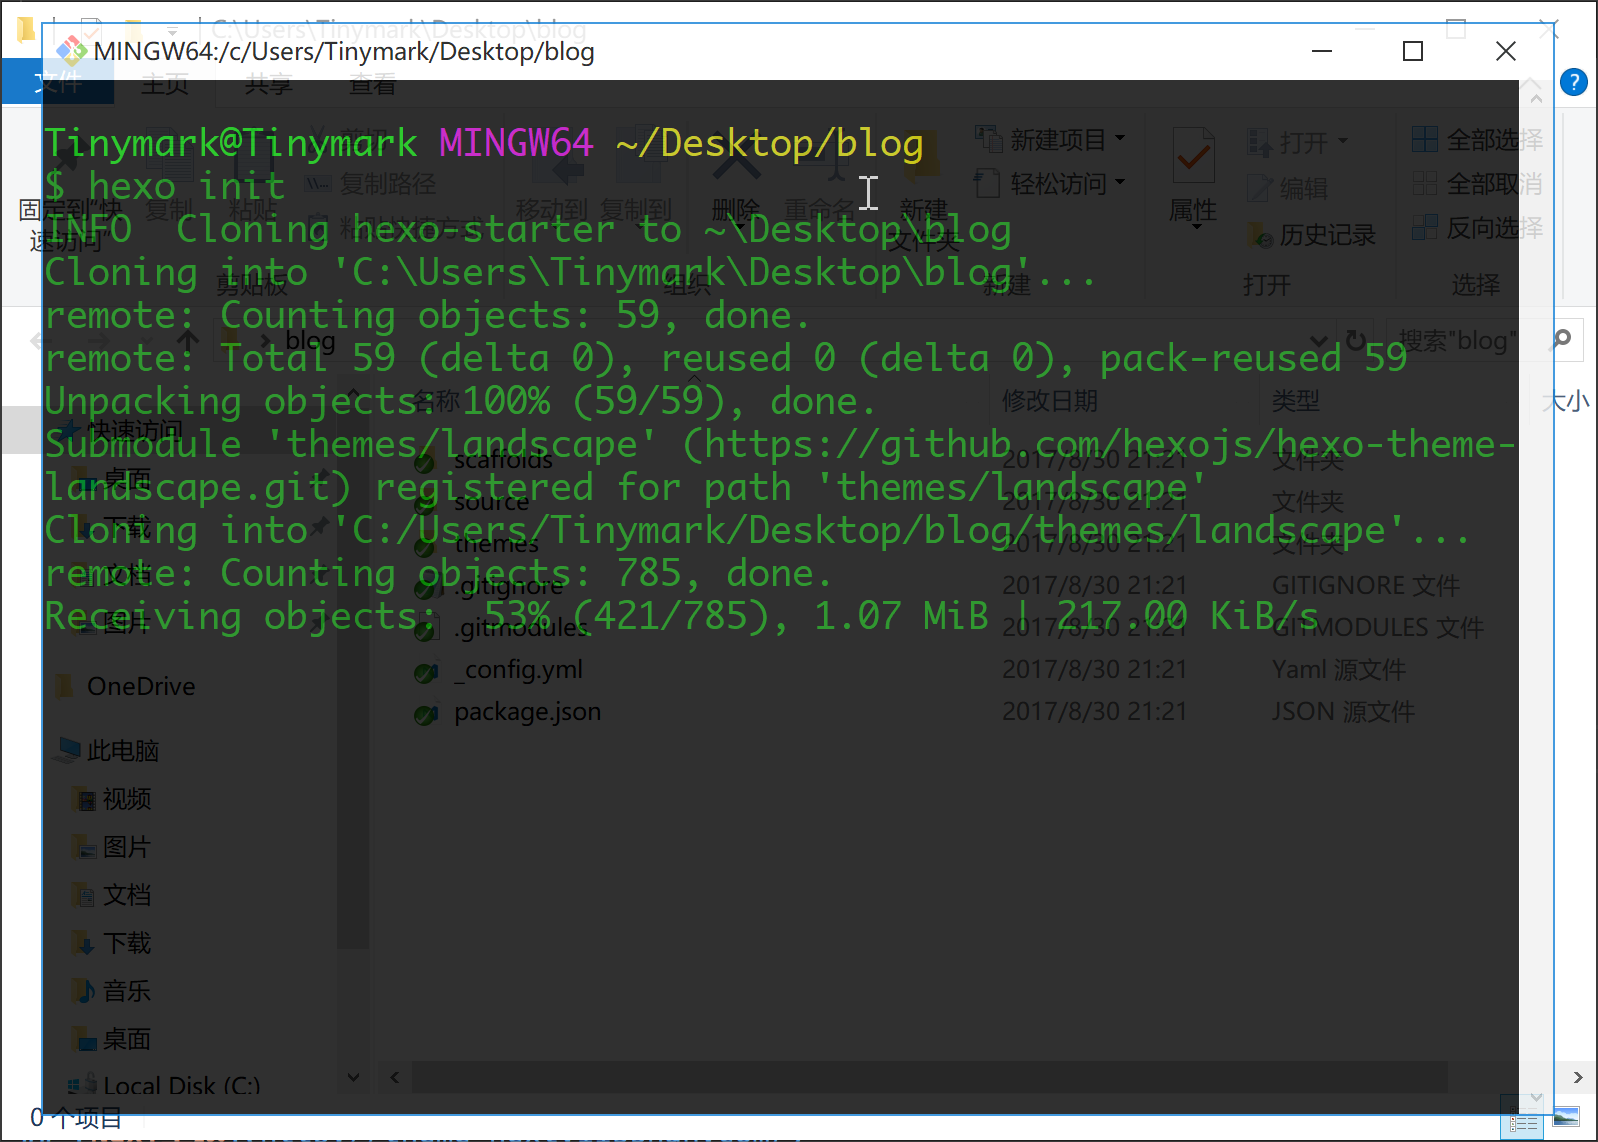 C:\Users\Tinymark\Desktop\blog
MINGW64:/c/Users/Tinymark/Desktop/blog
文件 主页 共享 查看
Tinymark@Tinymark MINGW64 ~/Desktop/blog
$ hexo init
INFO  Cloning hexo-starter to ~\Desktop\blog
Cloning into 'C:\Users\Tinymark\Desktop\blog'...
remote: Counting objects: 59, done.
remote: Total 59 (delta 0), reused 0 (delta 0), pack-reused 59
Unpacking objects: 100% (59/59), done.
Submodule 'themes/landscape' (https://github.com/hexojs/hexo-theme-
landscape.git) registered for path 'themes/landscape'
Cloning into 'C:/Users/Tinymark/Desktop/blog/themes/landscape'...
remote: Counting objects: 785, done.
Receiving objects:  53% (421/785), 1.07 MiB | 217.00 KiB/s
固定到"快
速访问"
复制
粘贴
剪切
复制路径
粘贴快捷方式
剪贴板
移动到 复制到
删除 重命名
组织
新建
文件夹
新建项目
轻松访问
新建
属性
打开
编辑
历史记录
打开
全部选择
全部取消
反向选择
选择
blog
搜索"blog"
名称 修改日期 类型 大小
scaffolds 2017/8/30 21:21 文件夹
source 2017/8/30 21:21 文件夹
themes 2017/8/30 21:21 文件夹
.gitignore 2017/8/30 21:21 GITIGNORE 文件
.gitmodules 2017/8/30 21:21 GITMODULES 文件
_config.yml 2017/8/30 21:21 Yaml 源文件
package.json 2017/8/30 21:21 JSON 源文件
快速访问
桌面
下载
文档
图片
OneDrive
此电脑
视频
图片
文档
下载
音乐
桌面
Local Disk (C:)
0 个项目